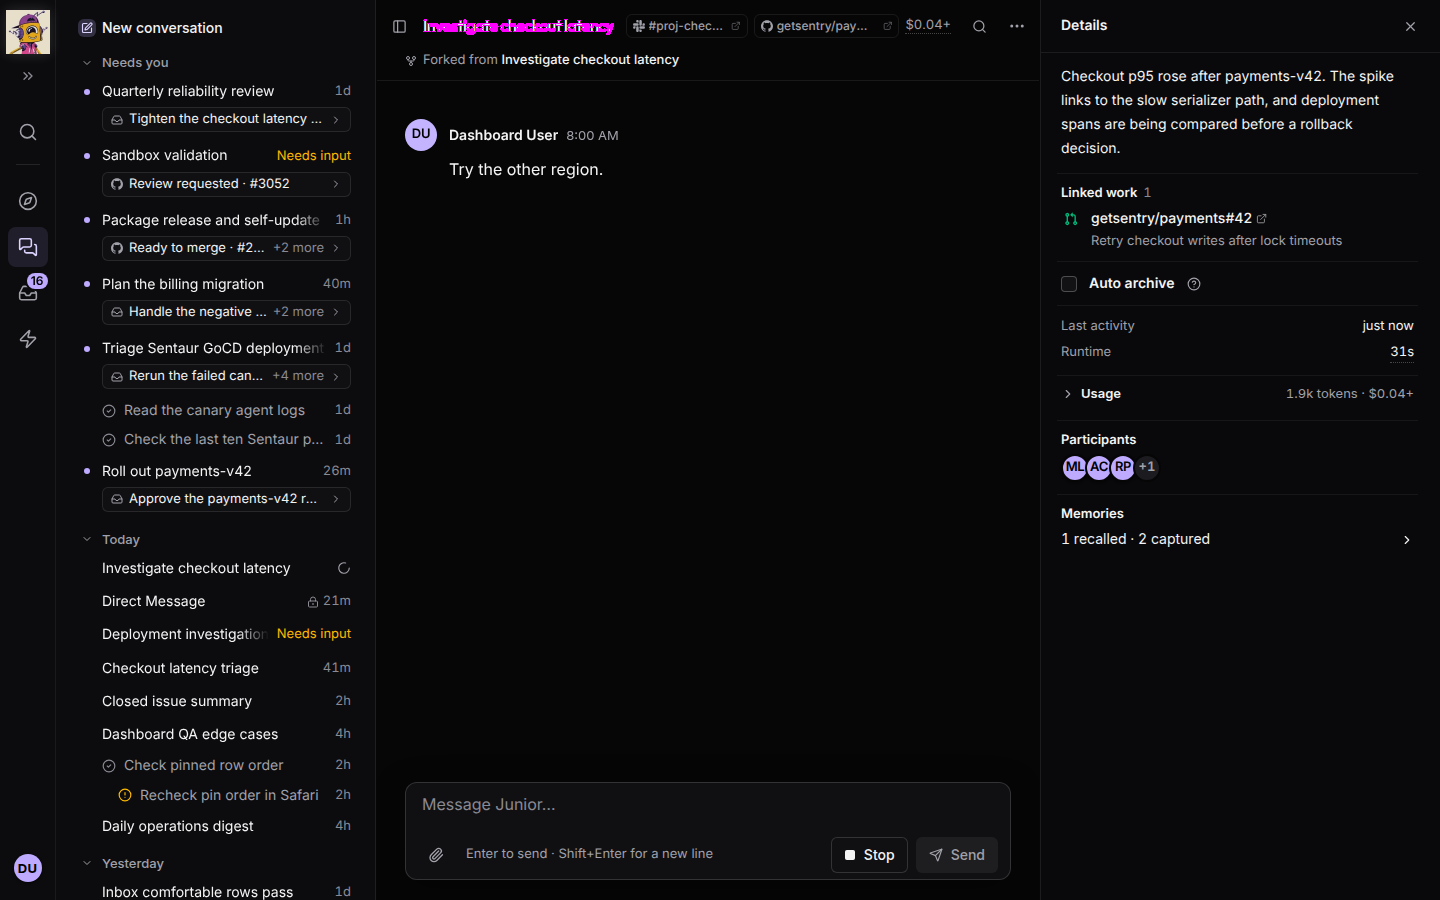 New conversation
Needs you
Quarterly reliability review 1d
Tighten the checkout latency ...
Sandbox validation Needs input
Review requested · #3052
Package release and self-update 1h
Ready to merge · #2... +2 more
Plan the billing migration 40m
Handle the negative ... +2 more
Triage Sentaur GoCD deployment 1d
Rerun the failed can... +4 more
Read the canary agent logs 1d
Check the last ten Sentaur p... 1d
Roll out payments-v42 26m
Approve the payments-v42 r...
Today
Investigate checkout latency
Direct Message 21m
Deployment investigation Needs input
Checkout latency triage 41m
Closed issue summary 2h
Dashboard QA edge cases 4h
Check pinned row order 2h
Recheck pin order in Safari 2h
Daily operations digest 4h
Yesterday
Inbox comfortable rows pass 1d
16
DU
Investigate checkout latency #proj-chec... getsentry/pay... $0.04+
Forked from Investigate checkout latency
DU Dashboard User 8:00 AM
Try the other region.
Message Junior...
Enter to send · Shift+Enter for a new line Stop Send
Details
Checkout p95 rose after payments-v42. The spike
links to the slow serializer path, and deployment
spans are being compared before a rollback
decision.
Linked work 1
getsentry/payments#42
Retry checkout writes after lock timeouts
Auto archive
Last activity just now
Runtime 31s
Usage 1.9k tokens · $0.04+
Participants
ML AC RP +1
Memories
1 recalled · 2 captured